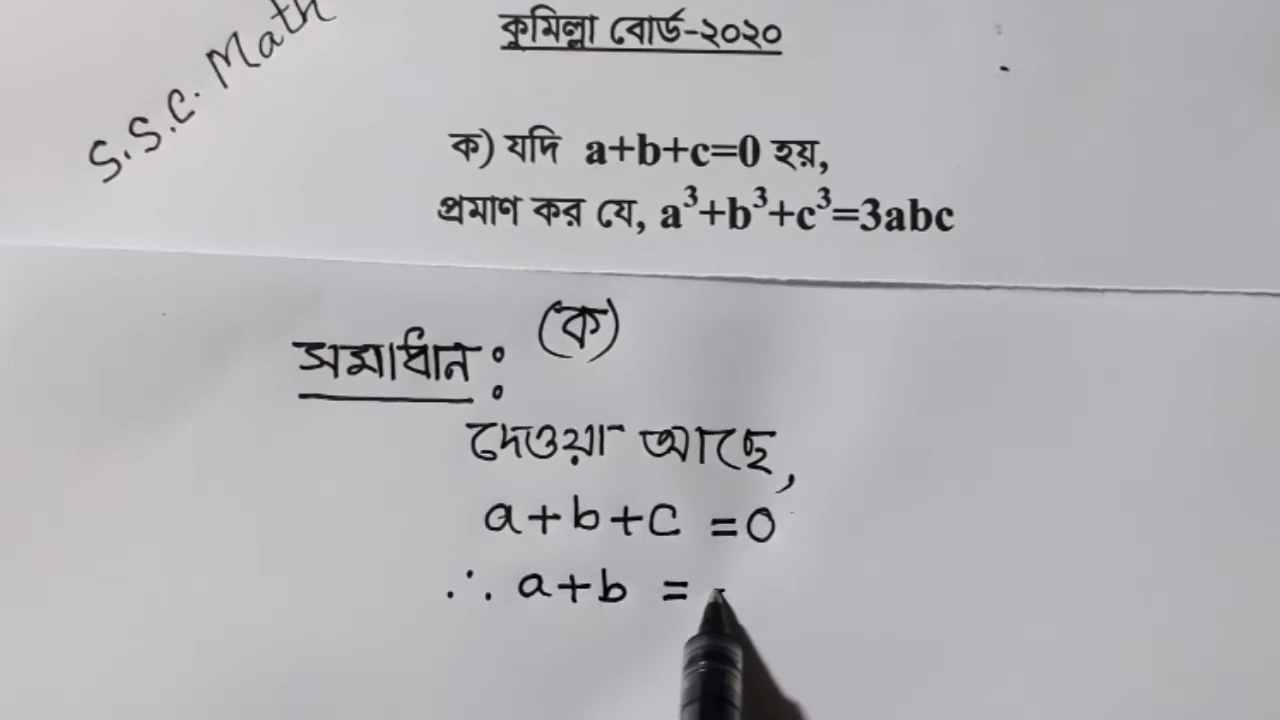 S.S.C. Math
কুমিল্লা বোর্ড-২০২০
ক) যদি a+b+c=0 হয়,
প্রমাণ কর যে, a³+b³+c³=3abc
(ক)
সমাধান:
দেওয়া আছে,
a+b+c =0
∴ a+b = -